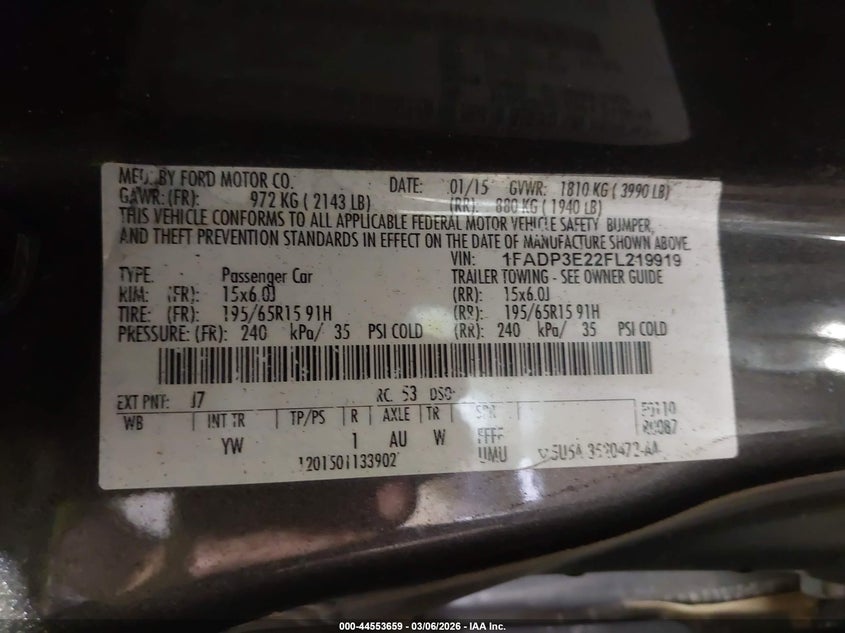 MFD. BY FORD MOTOR CO. DATE: 01/15 GVWR: 1810 KG ( 3990 LB)
GAWR: (FR): 972 KG ( 2143 LB) (RR): 880 KG ( 1940 LB)
THIS VEHICLE CONFORMS TO ALL APPLICABLE FEDERAL MOTOR VEHICLE SAFETY BUMPER,
AND THEFT PREVENTION STANDARDS IN EFFECT ON THE DATE OF MANUFACTURE SHOWN ABOVE.
VIN: 1FADP3E22FL219919
TYPE: Passenger Car TRAILER TOWING - SEE OWNER GUIDE
RIM: (FR): 15x6.0J (RR): 15x6.0J
TIRE: (FR): 195/65R15 91H (RR): 195/65R15 91H
PRESSURE: (FR): 240 kPa/ 35 PSI COLD (RR): 240 kPa/ 35 PSI COLD
EXT PNT: J7 RC: 53 DSO:
WB INT TR TP/PS R AXLE TR SPR
YW 1 AU W FFFF
1201501133902 UMU
000-44553659 - 03/06/2026 - IAA Inc.